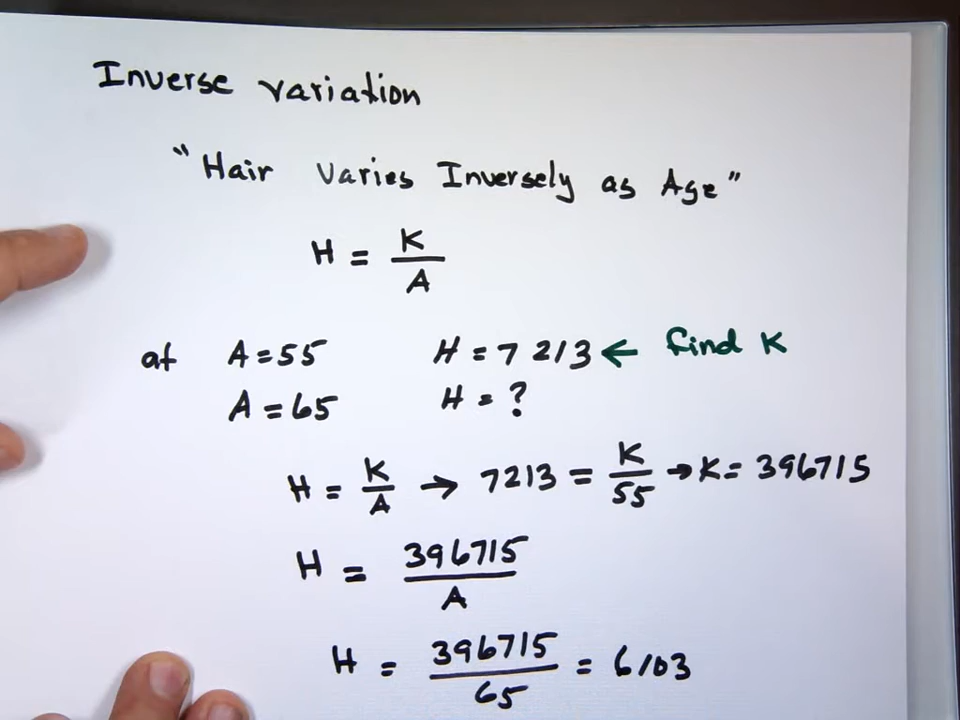 Inverse variation
"Hair varies Inversely as Age"
H = K/A
at A = 55 H = 7213 ← find K
A = 65 H = ?
H = K/A → 7213 = K/55 → K = 396715
H = 396715/A
H = 396715/65 = 6103